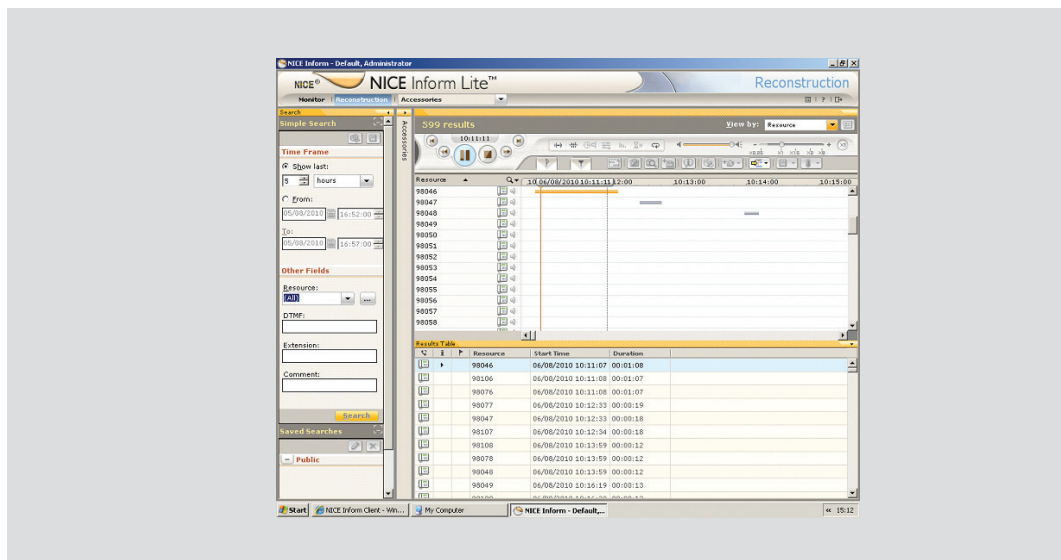 NICE Inform - Default, Administrator
NICE® NICE Inform Lite™ Reconstruction
Monitor Reconstruction Accessories
Search
Simple Search
Time Frame
Show last:
5 hours
From:
05/08/2010 16:52:00
To:
05/08/2010 16:57:00
Other Fields
Resource:
(All)
DTMF:
Extension:
Comment:
Search
Saved Searches
Public
Accessories
599 results View by: Resource
10:11:11
Resource 10 06/08/2010 10:11:11 12:00 10:13:00 10:14:00 10:15:00
98046
98047
98048
98049
98050
98051
98052
98053
98054
98055
98056
98057
98058
Results Table
Resource Start Time Duration
98046 06/08/2010 10:11:07 00:01:08
98106 06/08/2010 10:11:08 00:01:07
98076 06/08/2010 10:11:08 00:01:07
98077 06/08/2010 10:12:33 00:00:19
98047 06/08/2010 10:12:33 00:00:18
98107 06/08/2010 10:12:34 00:00:18
98108 06/08/2010 10:13:59 00:00:12
98078 06/08/2010 10:13:59 00:00:12
98048 06/08/2010 10:13:59 00:00:12
98049 06/08/2010 10:16:19 00:00:13
Start NICE Inform Client - Win... My Computer NICE Inform - Default,... 15:12